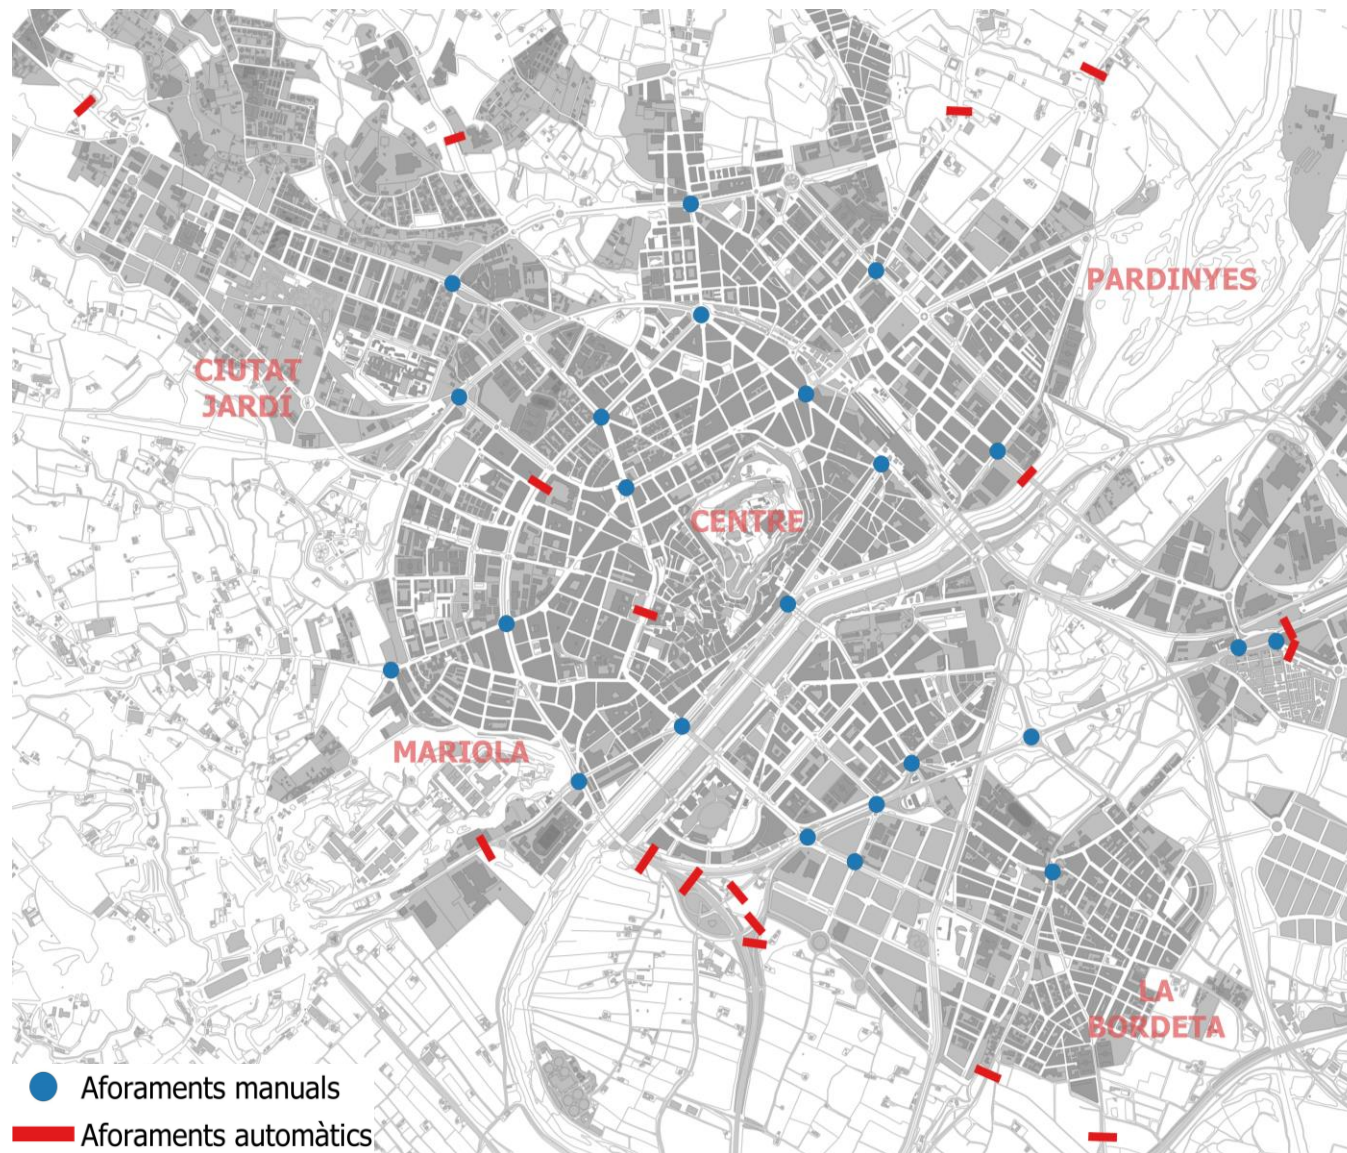 PARDINYES
CIUTAT
JARDÍ
CENTRE
MARIOLA
LA
BORDETA
Aforaments manuals
Aforaments automàtics